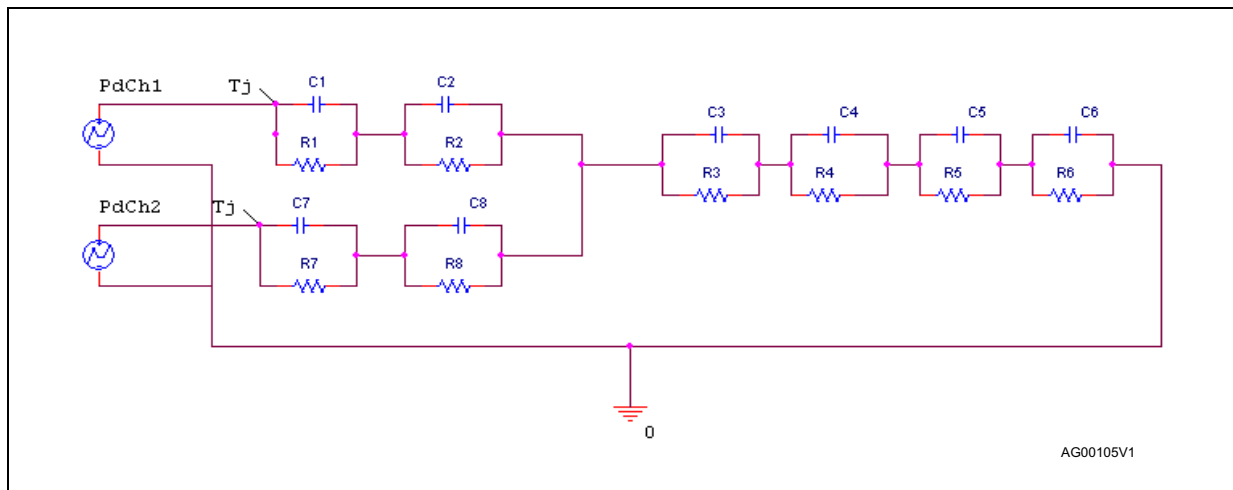 PdCh1
Tj
C1
C2
R1
R2
C3
C4
C5
C6
R3
R4
R5
R6
PdCh2
Tj
C7
C8
R7
R8
0
AG00105V1